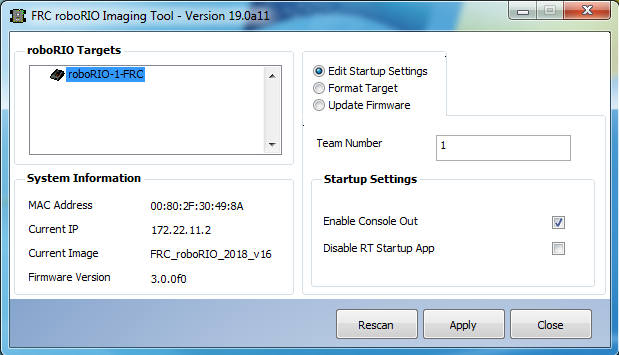 FRC roboRIO Imaging Tool - Version 19.0a11
roboRIO Targets
roboRIO-1-FRC
System Information
MAC Address 00:80:2F:30:49:8A
Current IP 172.22.11.2
Current Image FRC_roboRIO_2018_v16
Firmware Version 3.0.0f0
Edit Startup Settings
Format Target
Update Firmware
Team Number 1
Startup Settings
Enable Console Out
Disable RT Startup App
Rescan Apply Close